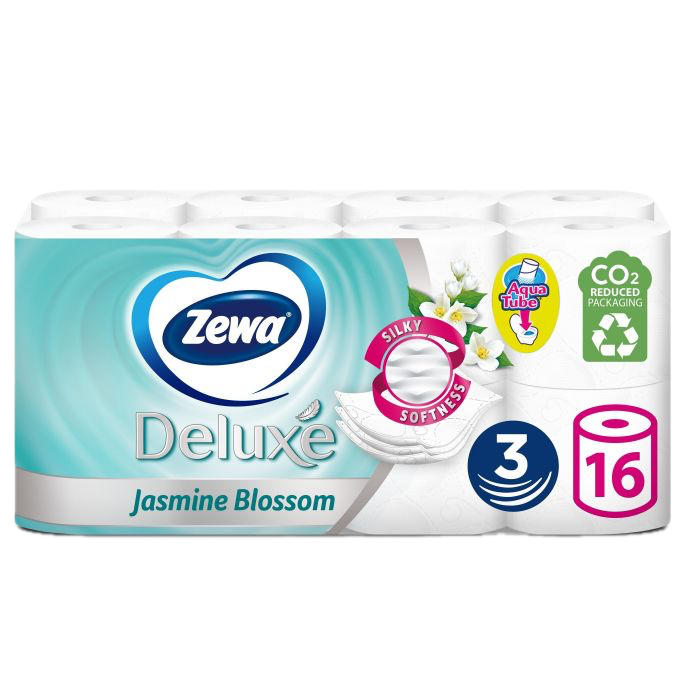 Zewa®
Deluxe
Jasmine Blossom
SILKY
SOFTNESS
Aqua
Tube
CO2
REDUCED
PACKAGING
3
16